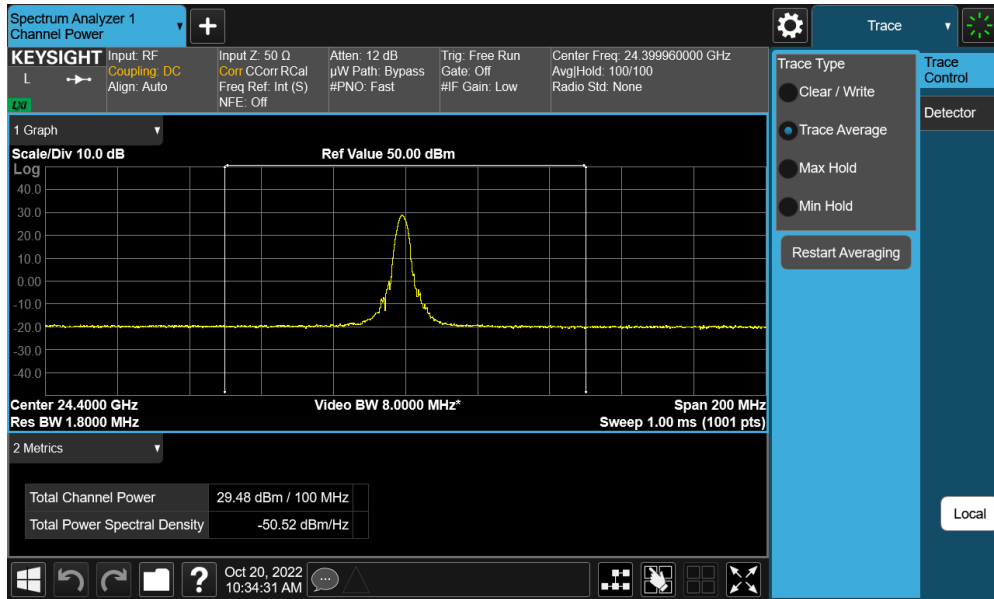 Spectrum Analyzer 1
Channel Power
+
Trace
KEYSIGHT
L
LXI
Input: RF
Coupling: DC
Align: Auto
Input Z: 50 Ω
Corr CCorr RCal
Freq Ref: Int (S)
NFE: Off
Atten: 12 dB
µW Path: Bypass
#PNO: Fast
Trig: Free Run
Gate: Off
#IF Gain: Low
Center Freq: 24.399960000 GHz
Avg|Hold: 100/100
Radio Std: None
1 Graph
Scale/Div 10.0 dB
Ref Value 50.00 dBm
Log
40.0
30.0
20.0
10.0
0.00
-10.0
-20.0
-30.0
-40.0
Center 24.4000 GHz
Video BW 8.0000 MHz*
Span 200 MHz
Res BW 1.8000 MHz
Sweep 1.00 ms (1001 pts)
2 Metrics
Total Channel Power 29.48 dBm / 100 MHz
Total Power Spectral Density -50.52 dBm/Hz
Trace Type
Clear / Write
Trace Average
Max Hold
Min Hold
Restart Averaging
Trace
Control
Detector
Local
?
Oct 20, 2022
10:34:31 AM